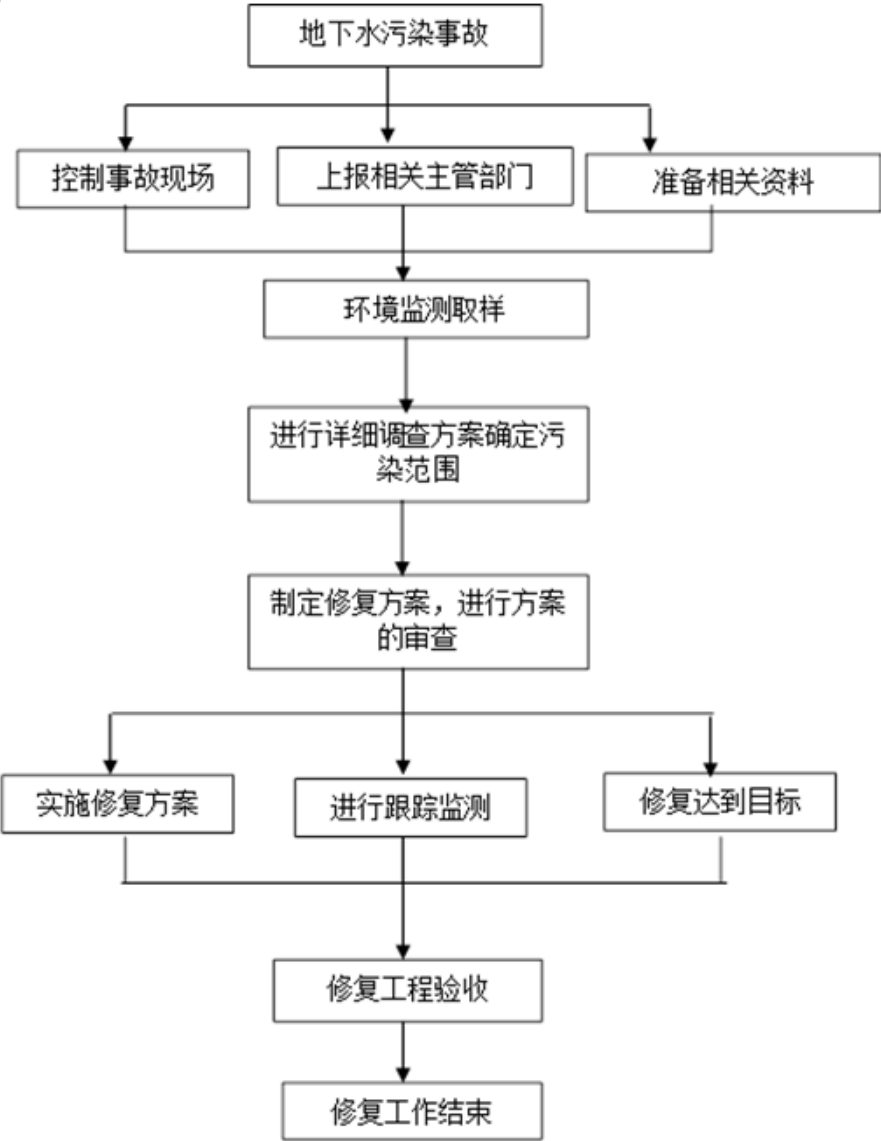 地下水污染事故
控制事故现场
上报相关主管部门
准备相关资料
环境监测取样
进行详细调查方案确定污
染范围
制定修复方案，进行方案
的审查
实施修复方案
进行跟踪监测
修复达到目标
修复工程验收
修复工作结束